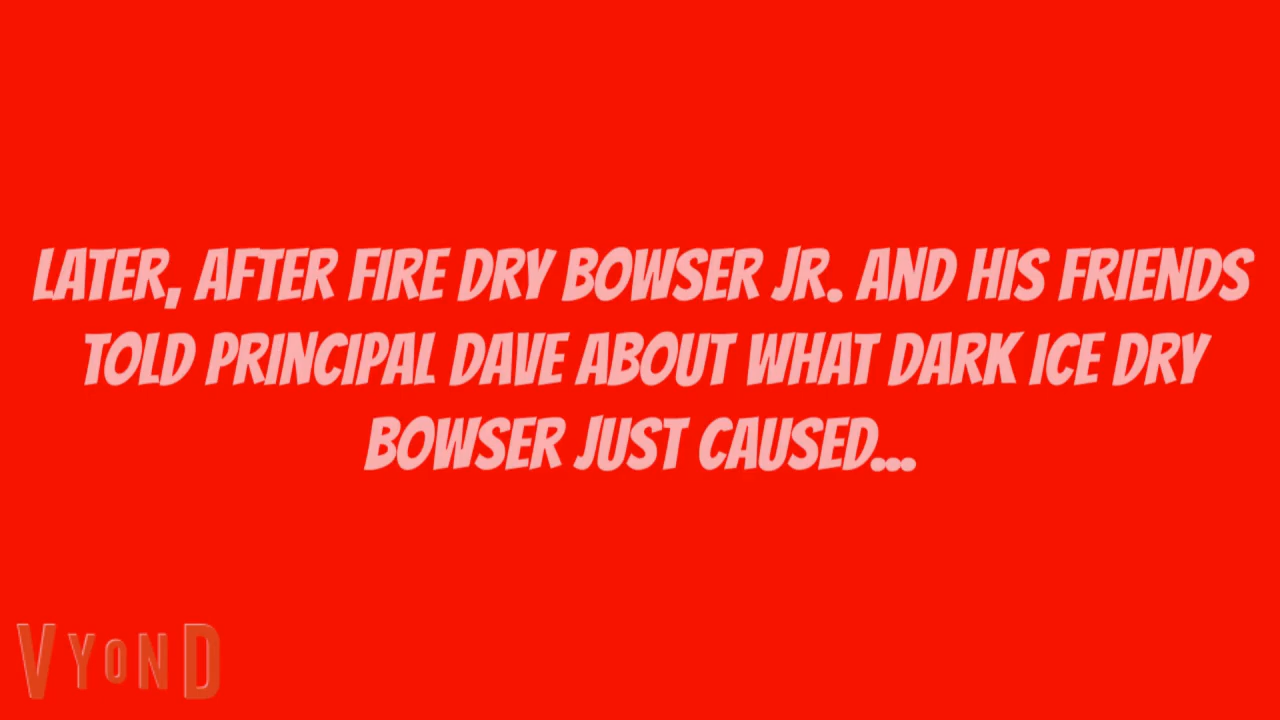 LATER, AFTER FIRE DRY BOWSER JR. AND HIS FRIENDS
TOLD PRINCIPAL DAVE ABOUT WHAT DARK ICE DRY
BOWSER JUST CAUSED...
VYOND